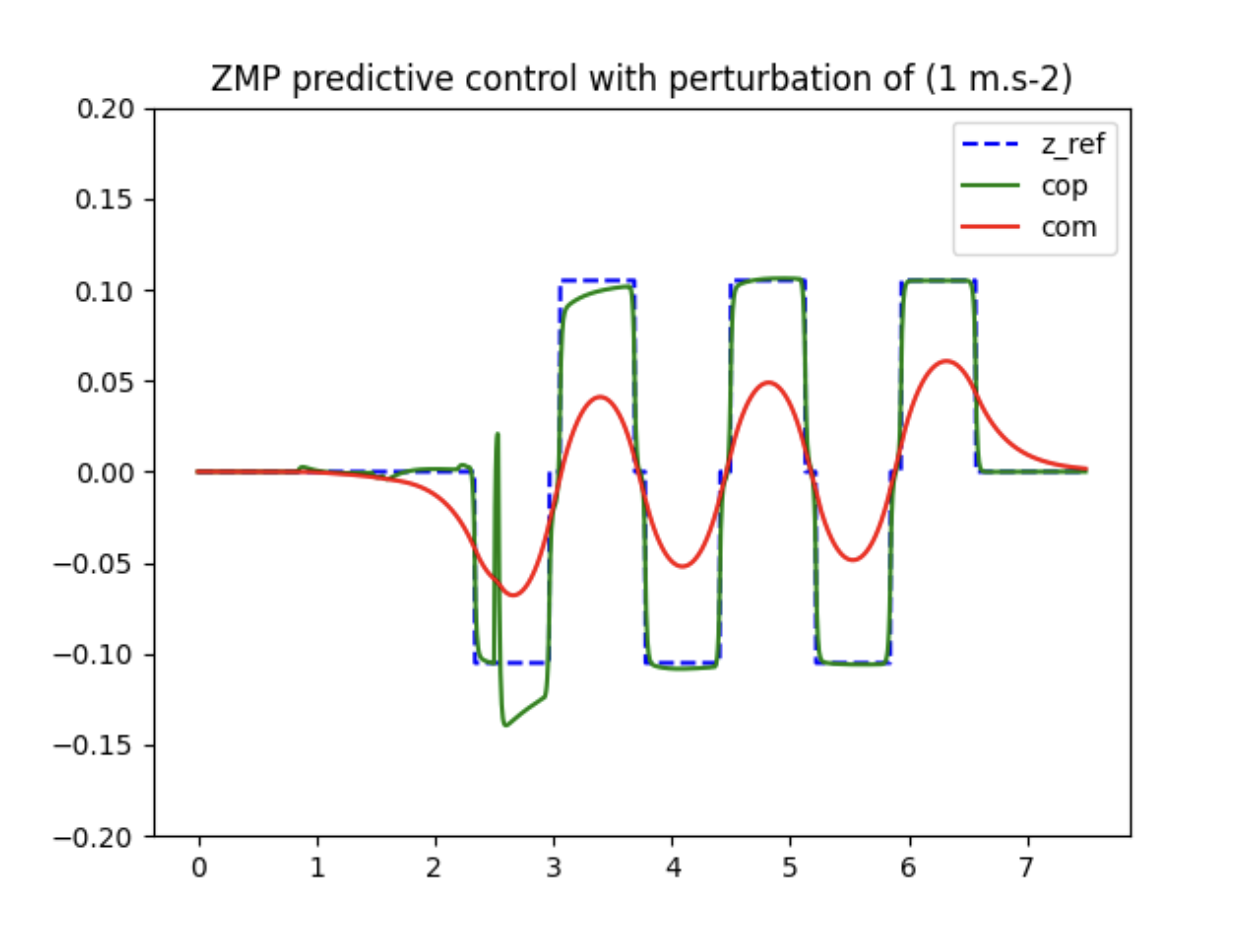 ZMP predictive control with perturbation of (1 m.s-2)
0.20
0.15
0.10
0.05
0.00
−0.05
−0.10
−0.15
−0.20
z_ref
cop
com
0 1 2 3 4 5 6 7